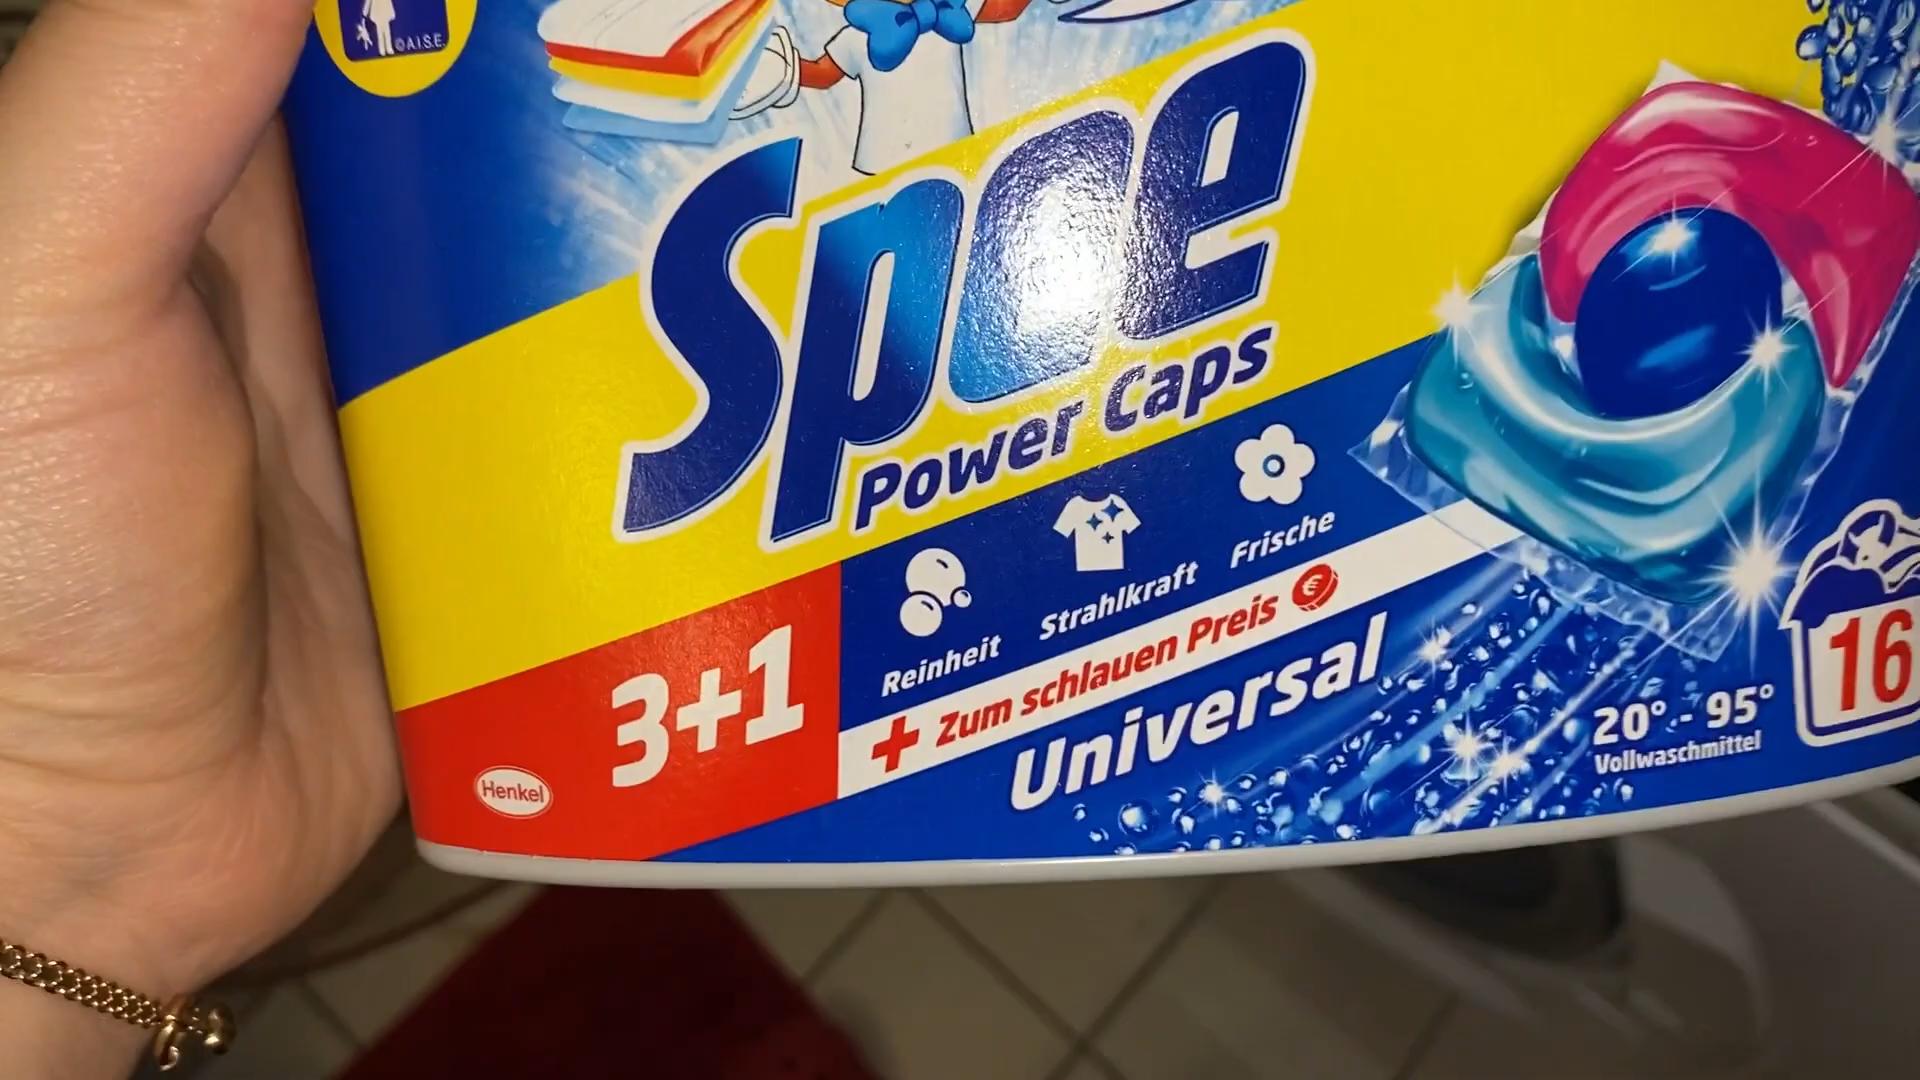 ©A.I.S.E.
Spee
Power Caps
3+1
Reinheit
Strahlkraft
Frische
+ Zum schlauen Preis €
Universal
Henkel
20° - 95°
Vollwaschmittel
16